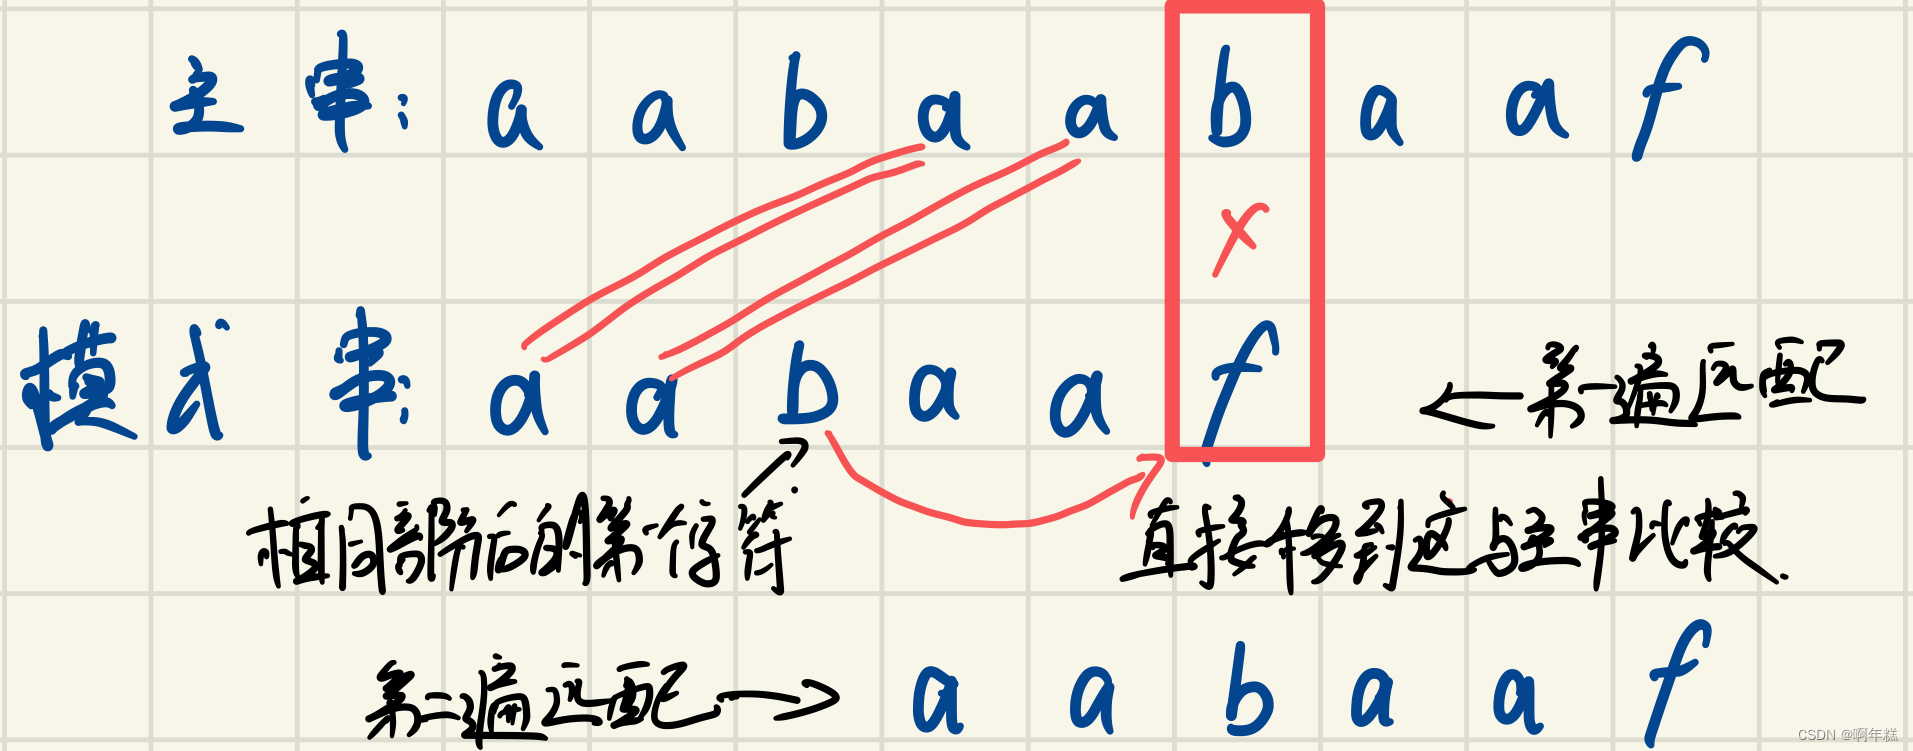 主串: a a b a a b a a f
x
模式串: a a b a a f ← 第一遍匹配
相同部分后的第一个字符 直接移到这与主串比较.
第二遍匹配 → a a b a a f
CSDN @啊年糕